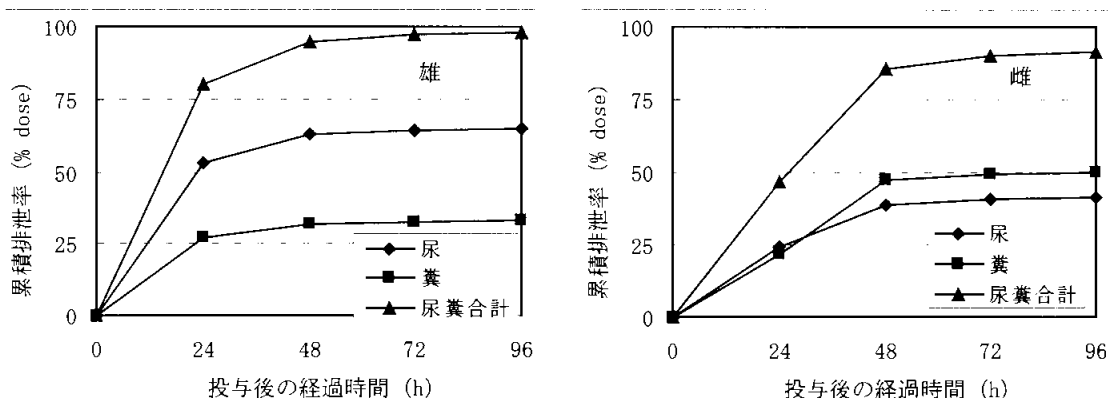 100
75
50
25
0
累積排泄率 (% dose)
雄
尿
糞
尿糞合計
0 24 48 72 96
投与後の経過時間 (h)
100
75
50
25
0
累積排泄率 (% dose)
雌
尿
糞
尿糞合計
0 24 48 72 96
投与後の経過時間 (h)